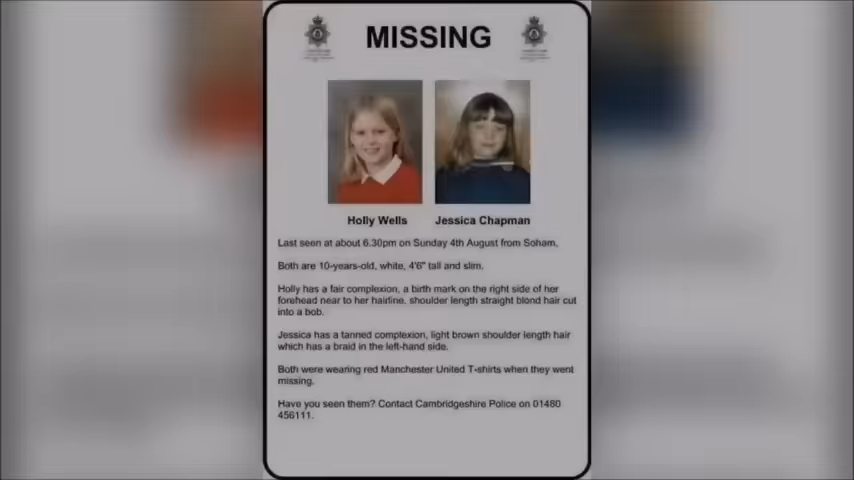 MISSING
Holly Wells
Jessica Chapman
Last seen at about 6.30pm on Sunday 4th August from Soham.
Both are 10-years-old, white, 4'6" tall and slim.
Holly has a fair complexion, a birth mark on the right side of her
forehead near to her hairline, shoulder length straight blond hair cut
into a bob.
Jessica has a tanned complexion, light brown shoulder length hair
which has a braid in the left-hand side.
Both were wearing red Manchester United T-shirts when they went
missing.
Have you seen them? Contact Cambridgeshire Police on 01480
456111.